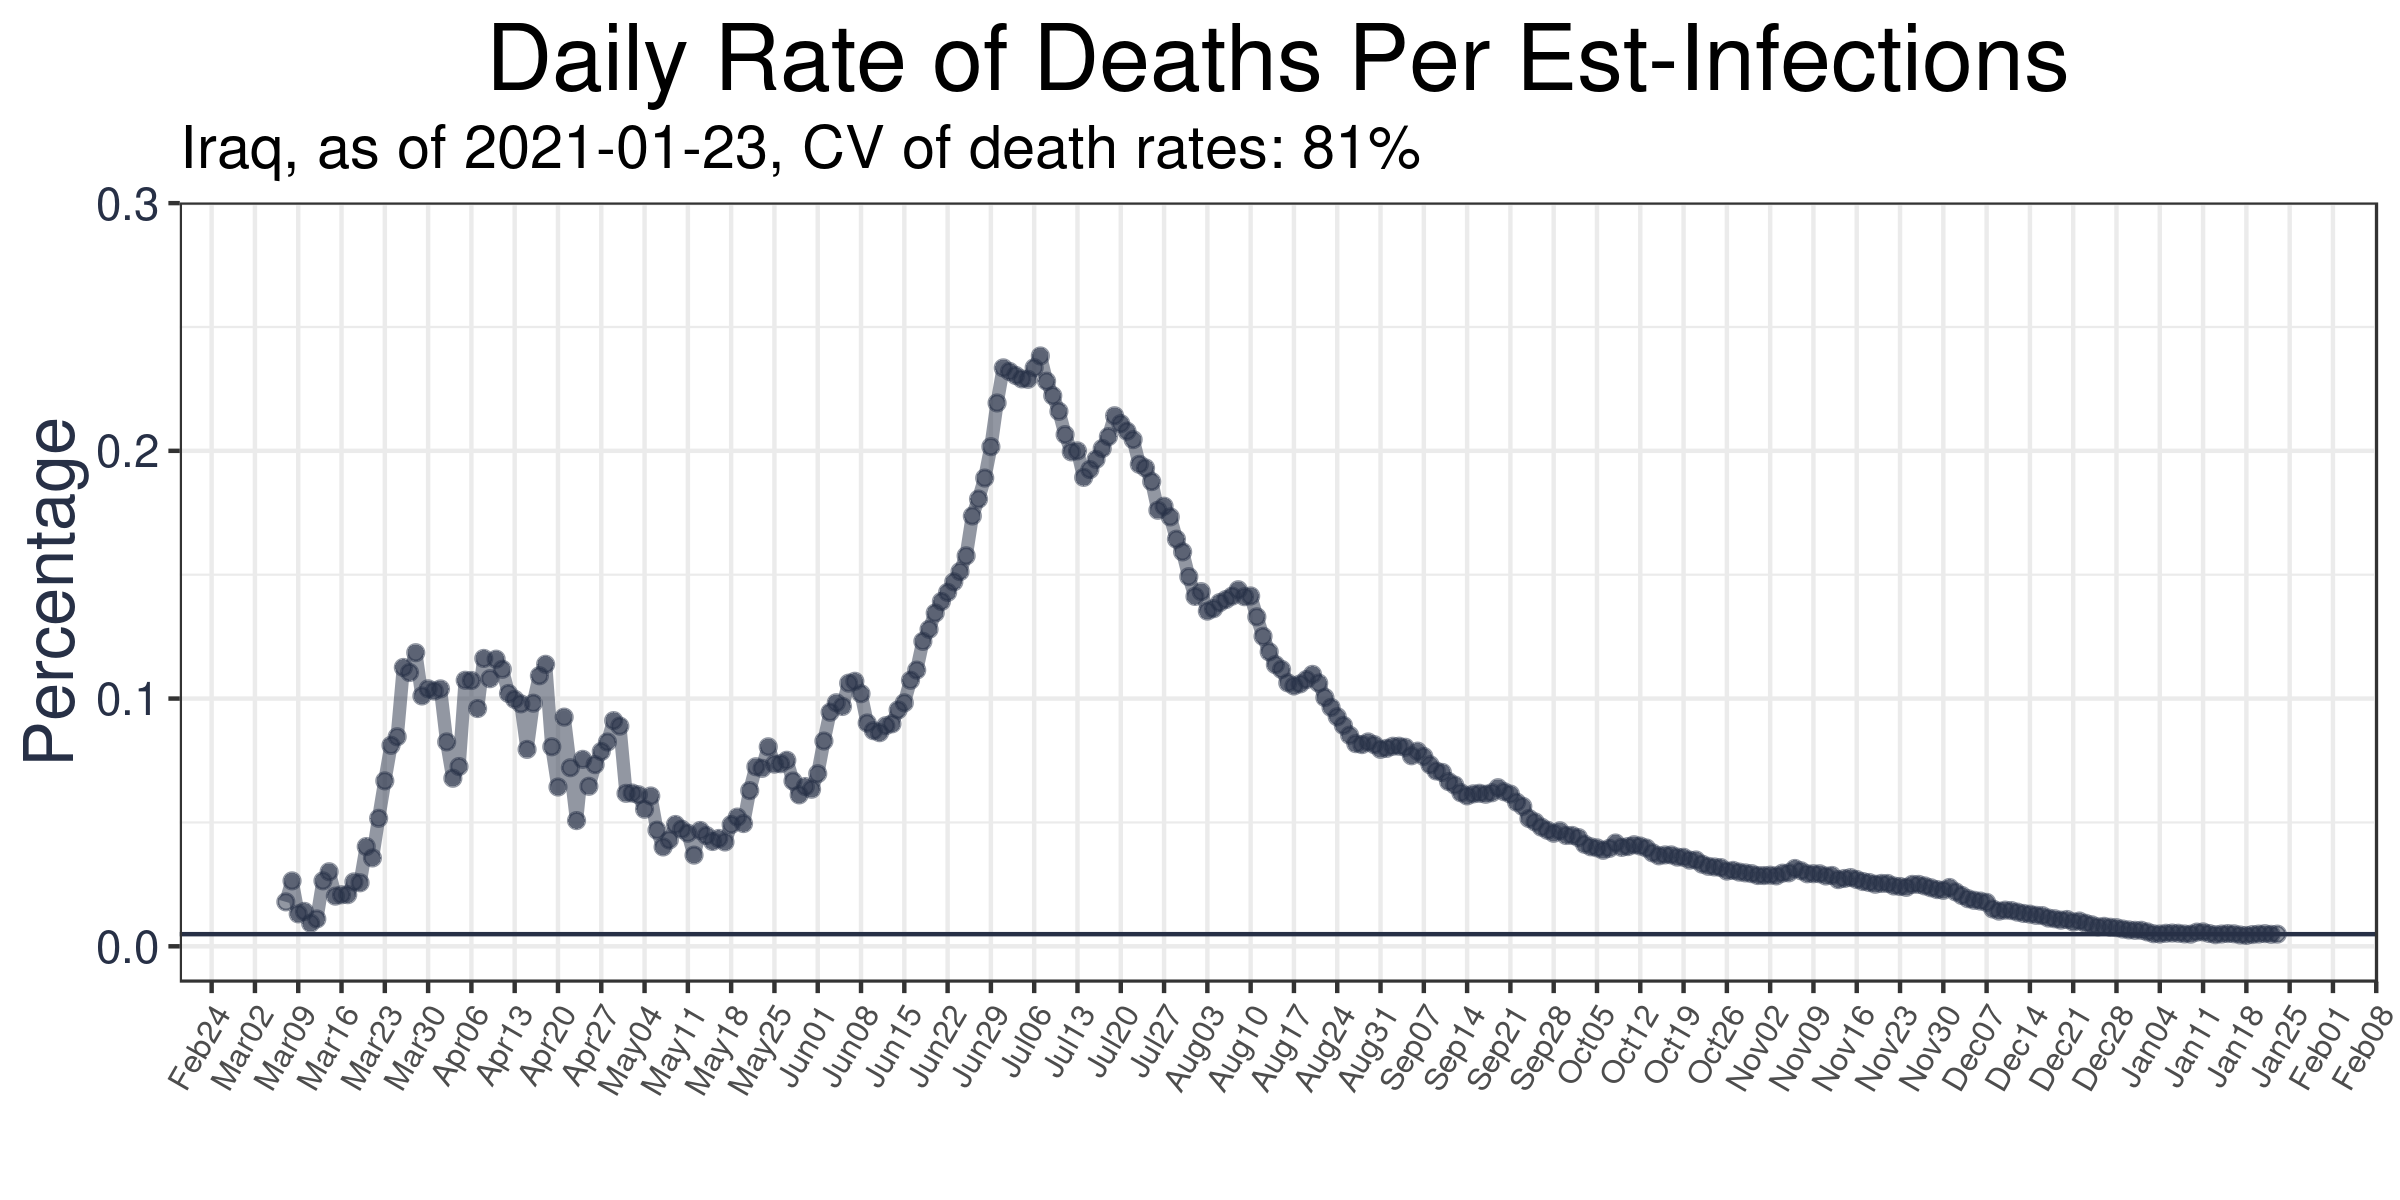 Daily Rate of Deaths Per Est-Infections
Iraq, as of 2021-01-23, CV of death rates: 81%
Percentage
0.3
0.2
0.1
0.0
Feb24
Mar02
Mar09
Mar16
Mar23
Mar30
Apr06
Apr13
Apr20
Apr27
May04
May11
May18
May25
Jun01
Jun08
Jun15
Jun22
Jun29
Jul06
Jul13
Jul20
Jul27
Aug03
Aug10
Aug17
Aug24
Aug31
Sep07
Sep14
Sep21
Sep28
Oct05
Oct12
Oct19
Oct26
Nov02
Nov09
Nov16
Nov23
Nov30
Dec07
Dec14
Dec21
Dec28
Jan04
Jan11
Jan18
Jan25
Feb01
Feb08